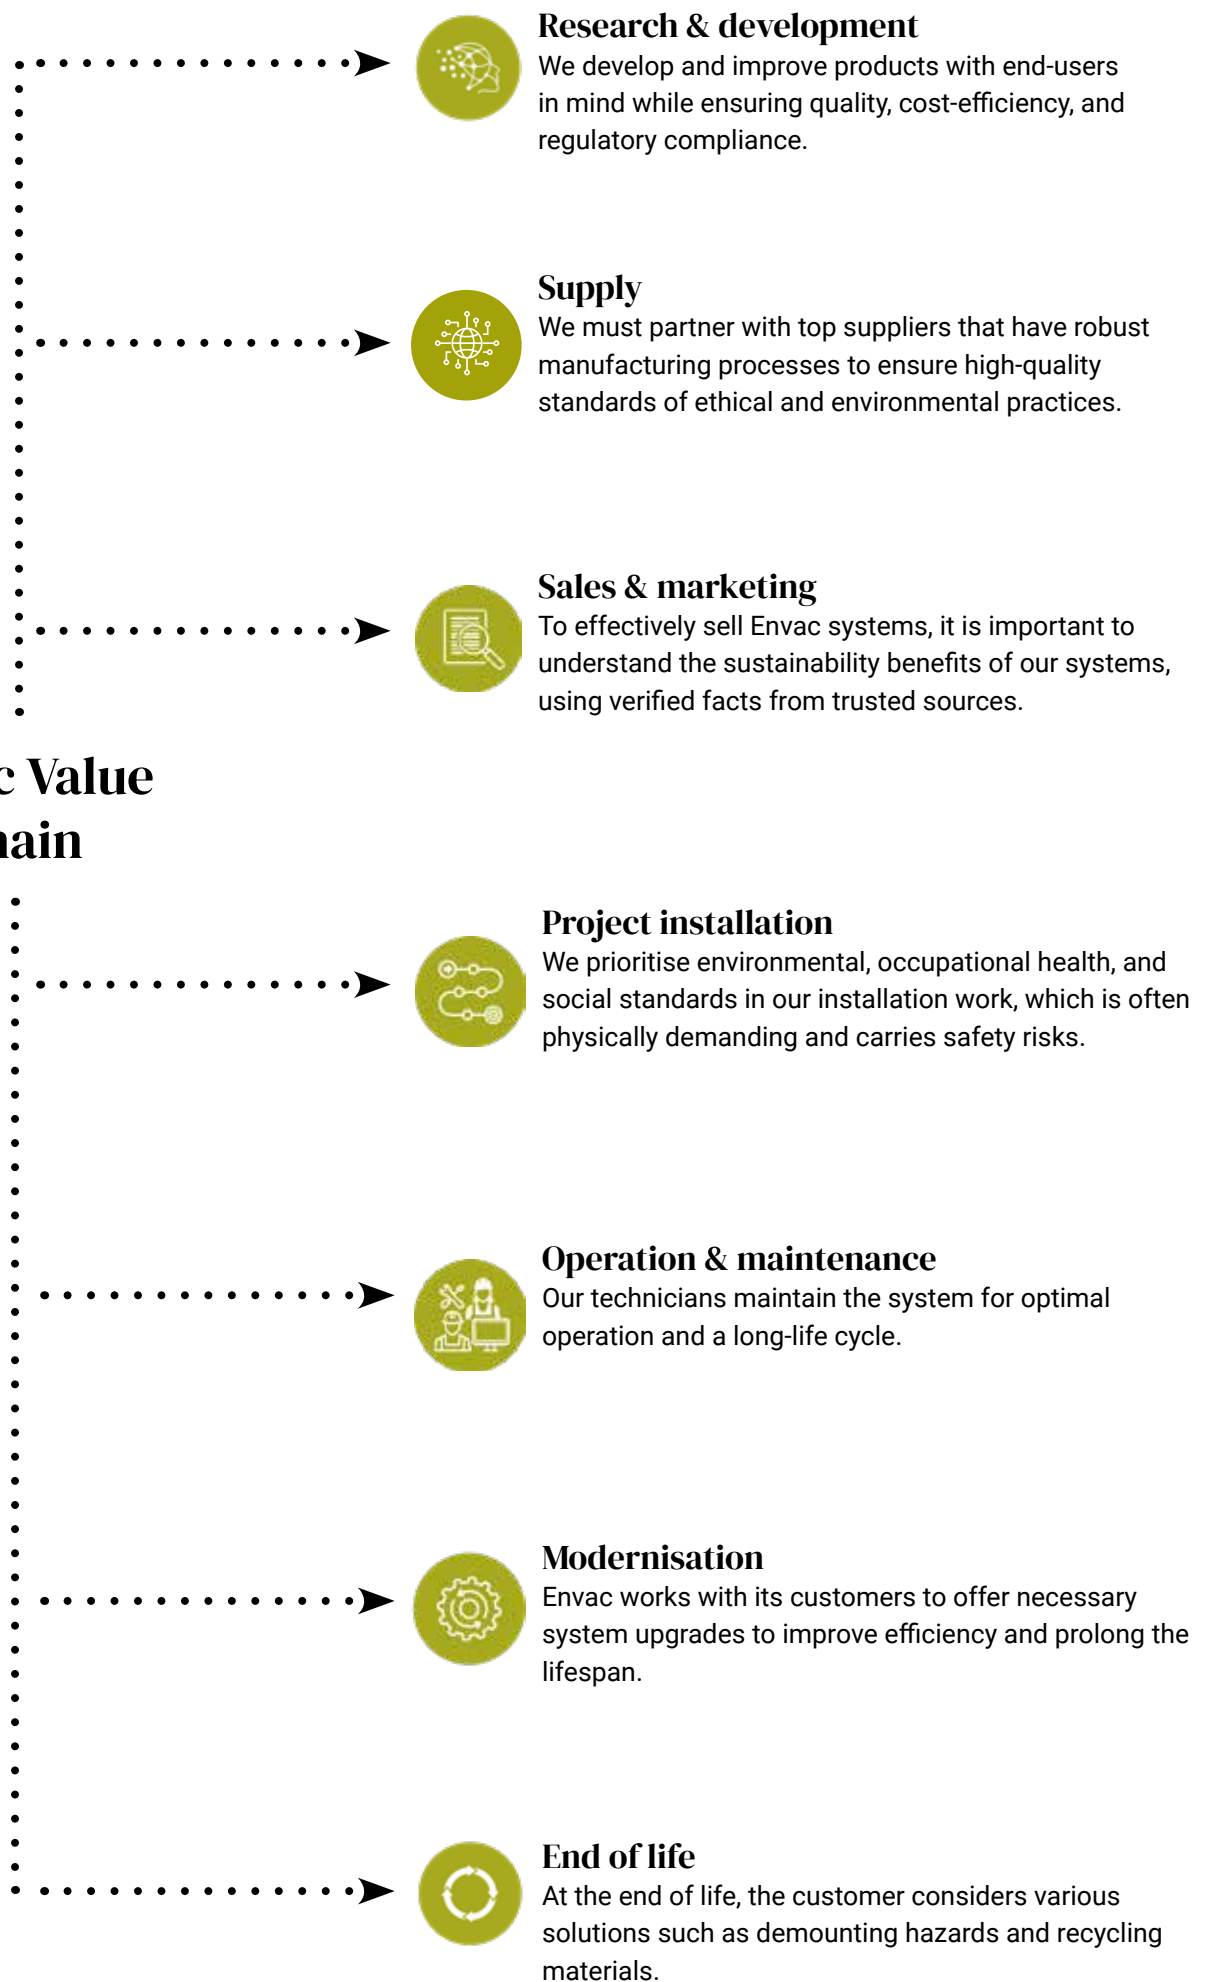 Research & development
We develop and improve products with end-users
in mind while ensuring quality, cost-efficiency, and
regulatory compliance.
Supply
We must partner with top suppliers that have robust
manufacturing processes to ensure high-quality
standards of ethical and environmental practices.
Sales & marketing
To effectively sell Envac systems, it is important to
understand the sustainability benefits of our systems,
using verified facts from trusted sources.
c Value
hain
Project installation
We prioritise environmental, occupational health, and
social standards in our installation work, which is often
physically demanding and carries safety risks.
Operation & maintenance
Our technicians maintain the system for optimal
operation and a long-life cycle.
Modernisation
Envac works with its customers to offer necessary
system upgrades to improve efficiency and prolong the
lifespan.
End of life
At the end of life, the customer considers various
solutions such as demounting hazards and recycling
materials.